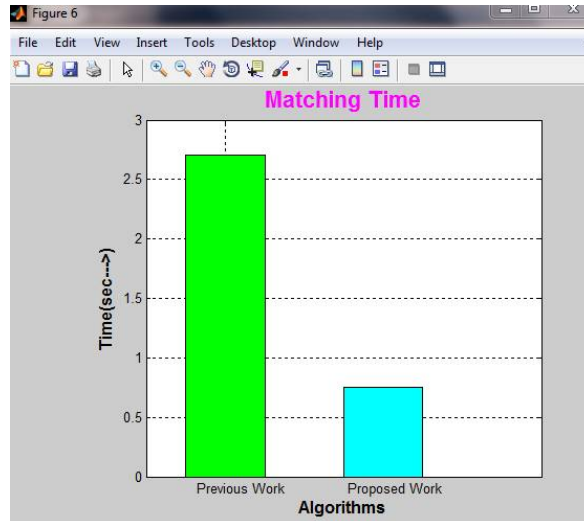 Figure 6
File Edit View Insert Tools Desktop Window Help
Matching Time
3
2.5
2
1.5
1
0.5
0
Time(sec--->)
Previous Work Proposed Work
Algorithms